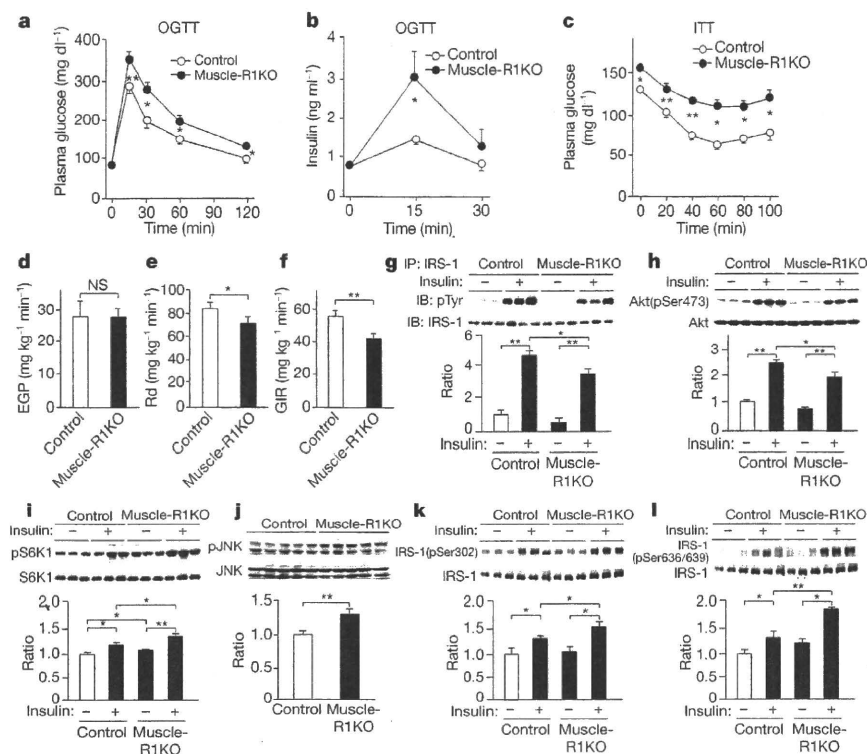 a OGTT
Plasma glucose (mg dl⁻¹)
400
300
200
100
0
Control
Muscle-R1KO
**
*
*
*
0 30 60 120
Time (min)
b OGTT
Insulin (ng ml⁻¹)
4
3
2
1
0
Control
Muscle-R1KO
*
0 15 30
Time (min).
c ITT
Plasma glucose
(mg dl⁻¹)
150
100
50
0
Control
Muscle-R1KO
*
**
**
*
*
*
0 20 40 60 80 100
Time (min)
d
EGP (mg kg⁻¹ min⁻¹)
40
30
20
10
0
NS
Control
Muscle-R1KO
e
Rd (mg kg⁻¹ min⁻¹)
100
80
60
40
20
0
*
Control
Muscle-R1KO
f
GIR (mg kg⁻¹ min⁻¹)
80
60
40
20
0
**
Control
Muscle-R1KO
g IP: IRS-1 Control Muscle-R1KO
Insulin: – + – +
IB: pTyr
IB: IRS-1
Ratio
6
4
2
0
** ** *
Insulin: – + – +
Control Muscle-
R1KO
h Control Muscle-R1KO
Insulin: – + – +
Akt(pSer473)
Akt
Ratio
4
2
1
0
** ** *
Insulin: – + – +
Control Muscle-
R1KO
i Control Muscle-R1KO
Insulin: – + – +
pS6K1
S6K1
Ratio
2.0
1.5
1.0
0.5
0
*
*
* **
Insulin: – + – +
Control Muscle-
R1KO
j Control Muscle-R1KO
pJNK
JNK
Ratio
1.5
1.0
0.5
0
**
Control
Muscle-R1KO
k Control Muscle-R1KO
Insulin: – + – +
IRS-1(pSer302)
IRS-1
Ratio
2.0
1.5
1.0
0.5
0
*
* *
Insulin: – + – +
Control Muscle-
R1KO
l Control Muscle-R1KO
Insulin: – + – +
IRS-1
(pSer636/639)
IRS-1
Ratio
2.0
1.5
1.0
0.5
0
**
* *
Insulin: – + – +
Control Muscle-
R1KO